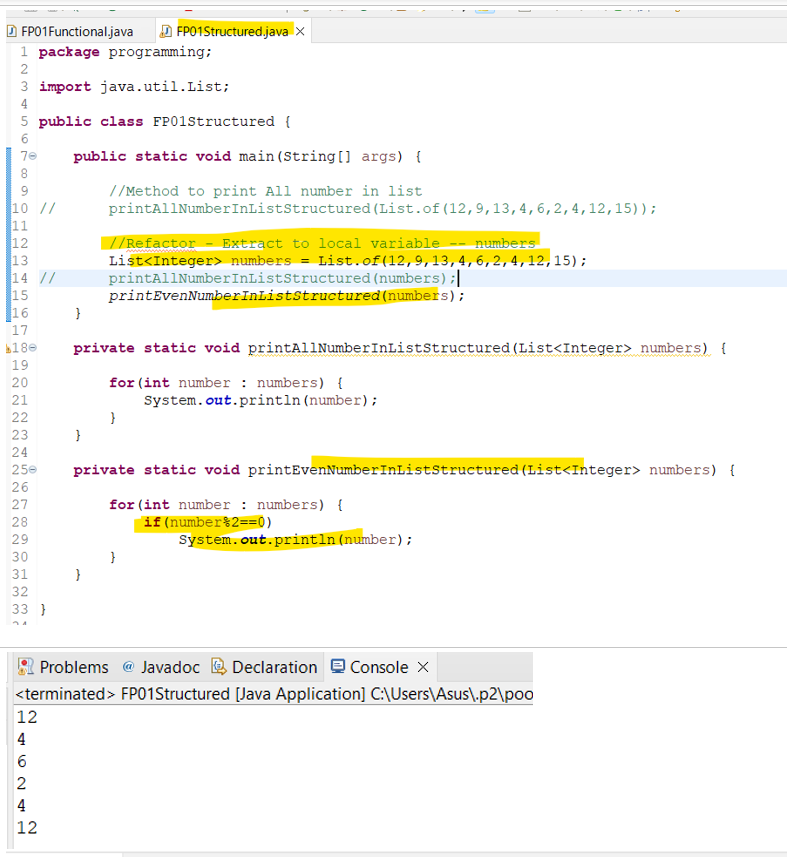 FP01Functional.java FP01Structured.java
1 package programming;
2
3 import java.util.List;
4
5 public class FP01Structured {
6
7 public static void main(String[] args) {
8
9 //Method to print All number in list
10 // printAllNumberInListStructured(List.of(12,9,13,4,6,2,4,12,15));
11
12 //Refactor - Extract to local variable -- numbers
13 List<Integer> numbers = List.of(12,9,13,4,6,2,4,12,15);
14 // printAllNumberInListStructured(numbers);
15 printEvenNumberInListStructured(numbers);
16 }
17
18 private static void printAllNumberInListStructured(List<Integer> numbers) {
19
20 for(int number : numbers) {
21 System.out.println(number);
22 }
23 }
24
25 private static void printEvenNumberInListStructured(List<Integer> numbers) {
26
27 for(int number : numbers) {
28 if(number%2==0)
29 System.out.println(number);
30 }
31 }
32
33 }
Problems @ Javadoc Declaration Console
<terminated> FP01Structured [Java Application] C:\Users\Asus\.p2\poo
12
4
6
2
4
12